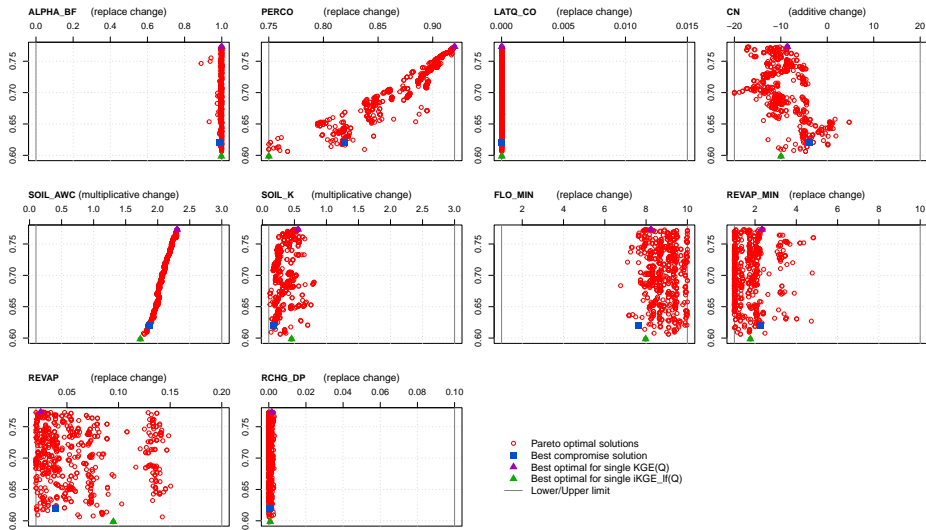 ALPHA_BF (replace change)
0.0 0.2 0.4 0.6 0.8 1.0
0.60 0.65 0.70 0.75
PERCO (replace change)
0.75 0.80 0.85 0.90
0.60 0.65 0.70 0.75
LATQ_CO (replace change)
0.000 0.005 0.010 0.015
0.60 0.65 0.70 0.75
CN (additive change)
−20 −10 0 10 20
0.60 0.65 0.70 0.75
SOIL_AWC (multiplicative change)
0.0 0.5 1.0 1.5 2.0 2.5 3.0
0.60 0.65 0.70 0.75
SOIL_K (multiplicative change)
0.0 0.5 1.0 1.5 2.0 2.5 3.0
0.60 0.65 0.70 0.75
FLO_MIN (replace change)
2 4 6 8 10
0.60 0.65 0.70 0.75
REVAP_MIN (replace change)
2 4 6 8 10
0.60 0.65 0.70 0.75
REVAP (replace change)
0.05 0.10 0.15 0.20
0.60 0.65 0.70 0.75
RCHG_DP (replace change)
0.00 0.02 0.04 0.06 0.08 0.10
0.60 0.65 0.70 0.75
Pareto optimal solutions
Best compromise solution
Best optimal for single KGE(Q)
Best optimal for single iKGE_lf(Q)
Lower/Upper limit